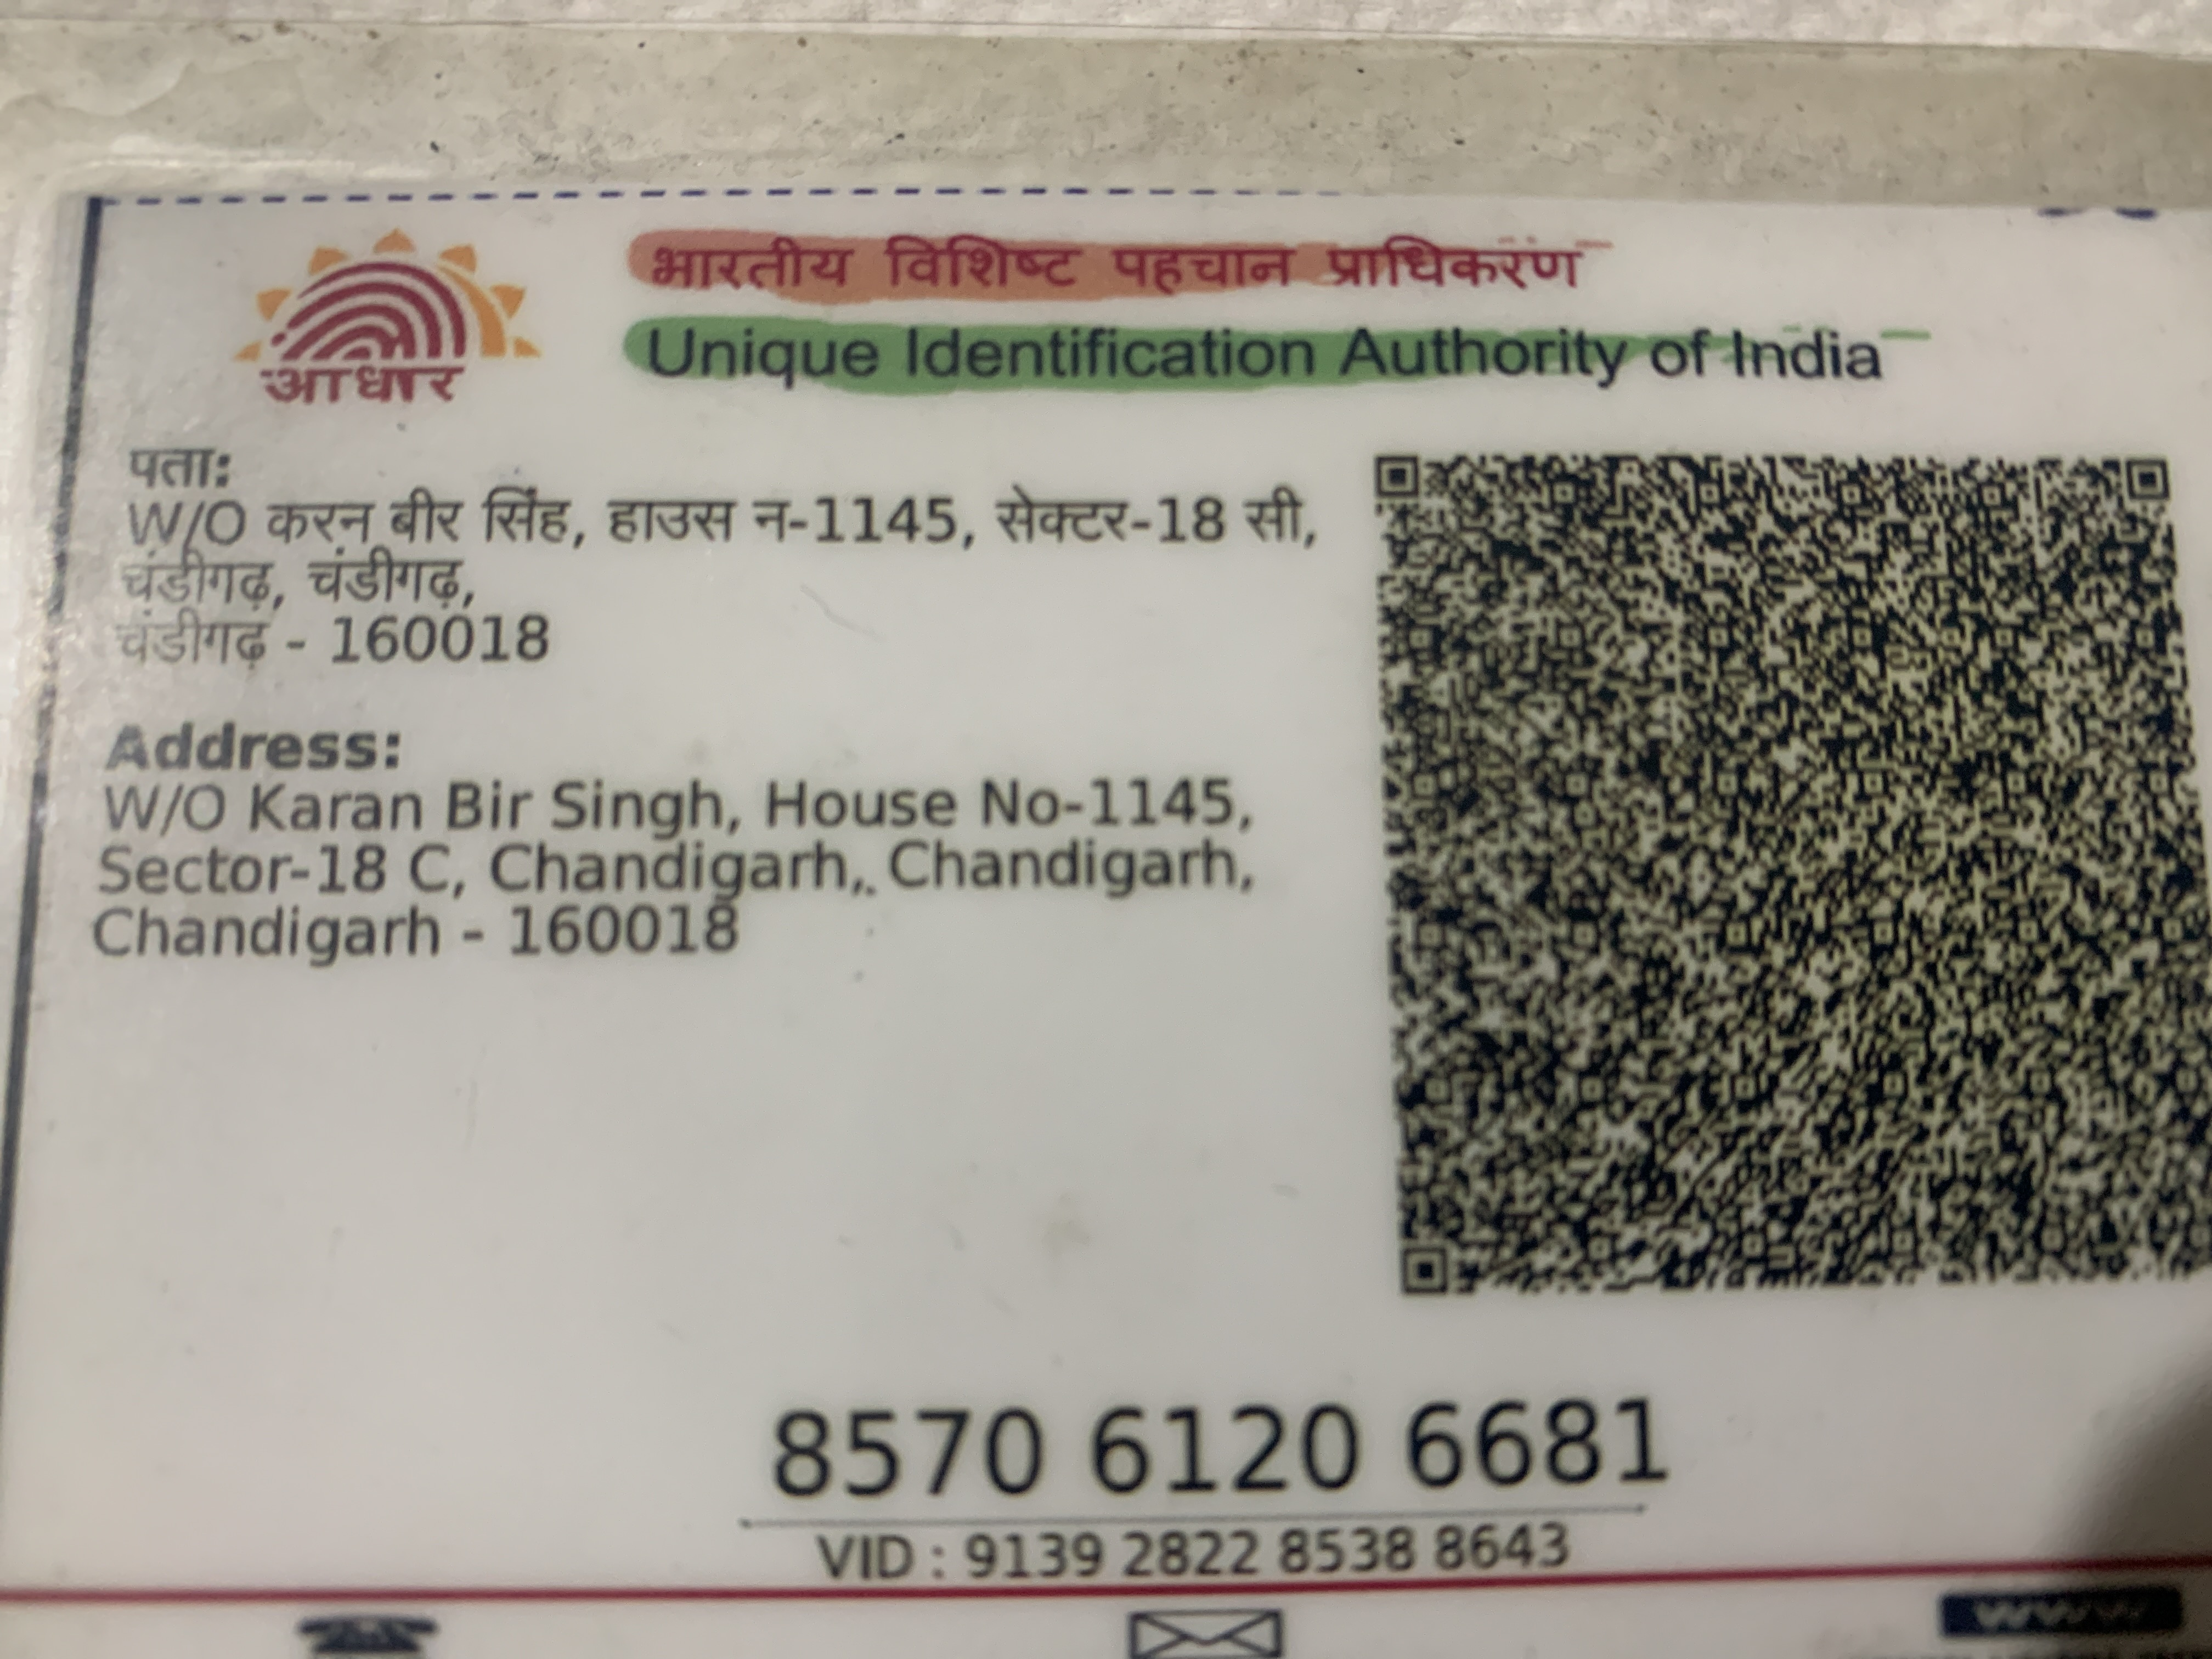 आधार
भारतीय विशिष्ट पहचान प्राधिकरण
Unique Identification Authority of India
पता:
W/O करन बीर सिंह, हाउस न-1145, सेक्टर-18 सी,
चंडीगढ़, चंडीगढ़,
चंडीगढ़ - 160018
Address:
W/O Karan Bir Singh, House No-1145,
Sector-18 C, Chandigarh, Chandigarh,
Chandigarh - 160018
8570 6120 6681
VID : 9139 2822 8538 8643
www